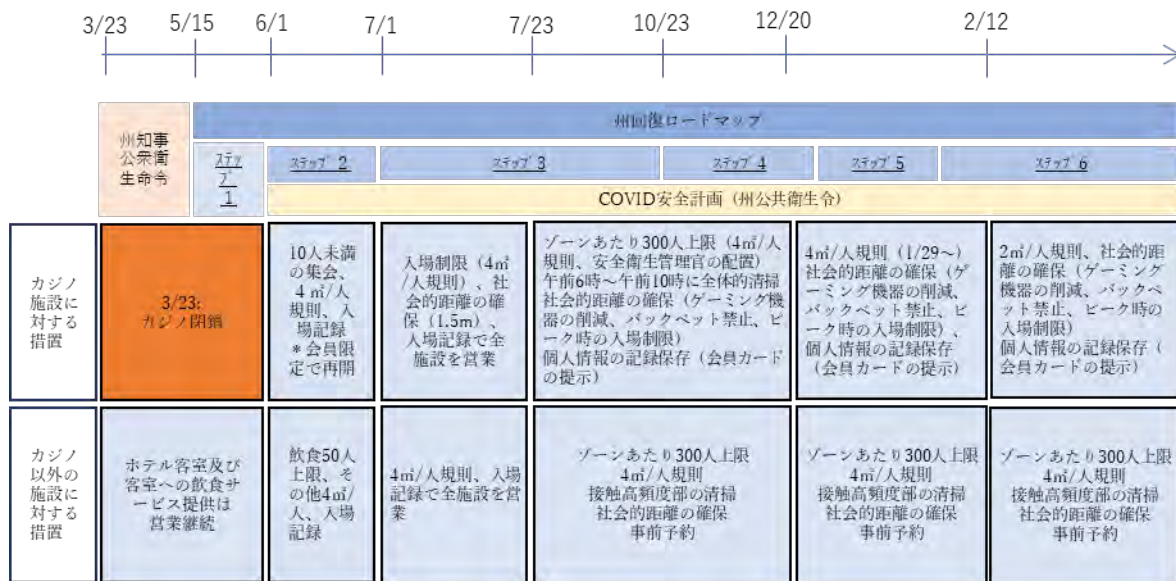 3/23
5/15
6/1
7/1
7/23
10/23
12/20
2/12
州知事
公衆衛
生命令
州回復ロードマップ
ステッ
プ
1
ステップ 2
ステップ 3
ステップ 4
ステップ 5
ステップ 6
COVID安全計画(州公共衛生令)
カジノ
施設に
対する
措置
3/23:
カジノ閉鎖
10人未満
の集会、
4㎡/人
規則、入
場記録
*会員限
定で再開
入場制限(4㎡
/人規則)、社
会的距離の確
保(1.5m)、
入場記録で全
施設を営業
ゾーンあたり300人上限(4㎡/人
規則、安全衛生管理官の配置)
午前6時~午前10時に全体的清掃
社会的距離の確保(ゲーミング機
器の削減、バックベット禁止、ピ
ーク時の入場制限)
個人情報の記録保存(会員カード
の提示)
4㎡/人規則(1/29~)
社会的距離の確保(ゲ
ーミング機器の削減、
バックベット禁止、ピ
ーク時の入場制限)、
個人情報の記録保存
(会員カードの提示)
2㎡/人規則、社会的距
離の確保(ゲーミング
機器の削減、バックベ
ット禁止、ピーク時の
入場制限)
個人情報の記録保存(
会員カードの提示)
カジノ
以外の
施設に
対する
措置
ホテル客室及び
客室への飲食サ
ービス提供は
営業継続
飲食50人
上限、そ
の他4㎡/
人、入場
記録
4㎡/人規則、入場
記録で全施設を営
業
ゾーンあたり300人上限
4㎡/人規則
接触高頻度部の清掃
社会的距離の確保
事前予約
ゾーンあたり300人上限
4㎡/人規則
接触高頻度部の清掃
社会的距離の確保
事前予約
ゾーンあたり300人上限
4㎡/人規則
接触高頻度部の清掃
社会的距離の確保
事前予約